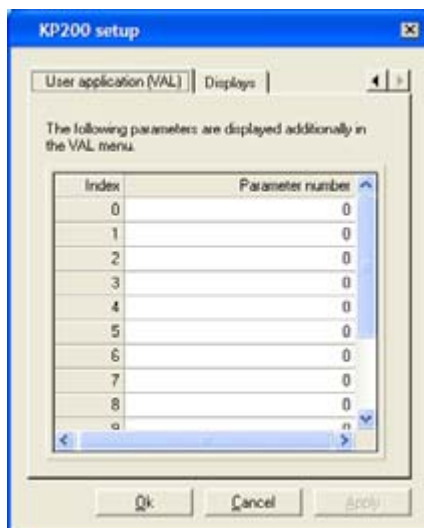 KP200 setup
User application (VAL) Displays
The following parameters are displayed additionally in
the VAL menu.
Index Parameter number
0 0
1 0
2 0
3 0
4 0
5 0
6 0
7 0
8 0
9 0
Ok Cancel Apply